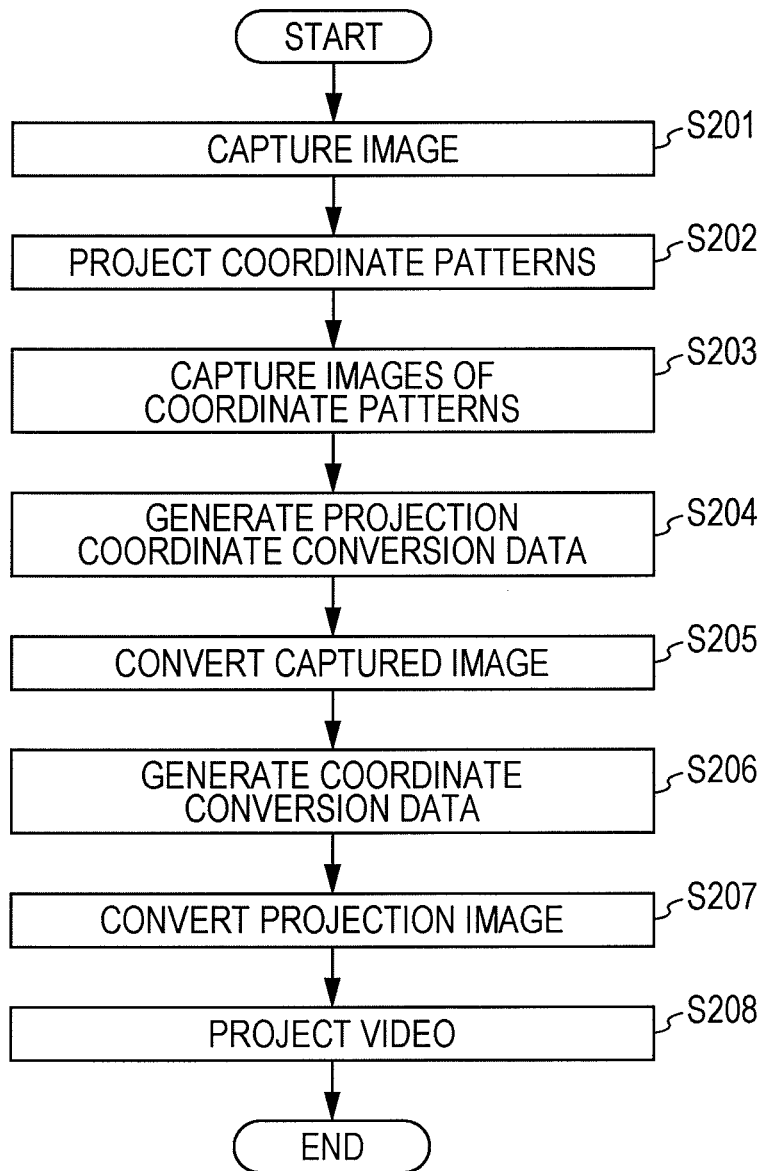 START
S201
CAPTURE IMAGE
S202
PROJECT COORDINATE PATTERNS
S203
CAPTURE IMAGES OF
COORDINATE PATTERNS
S204
GENERATE PROJECTION
COORDINATE CONVERSION DATA
S205
CONVERT CAPTURED IMAGE
S206
GENERATE COORDINATE
CONVERSION DATA
S207
CONVERT PROJECTION IMAGE
S208
PROJECT VIDEO
END